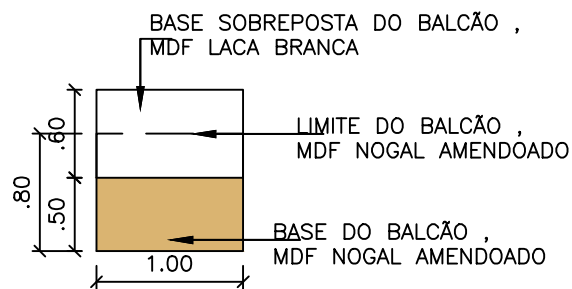 BASE SOBREPOSTA DO BALCÃO ,
MDF LACA BRANCA
LIMITE DO BALCÃO ,
MDF NOGAL AMENDOADO
.60
.80
.50
BASE DO BALCÃO ,
MDF NOGAL AMENDOADO
1.00